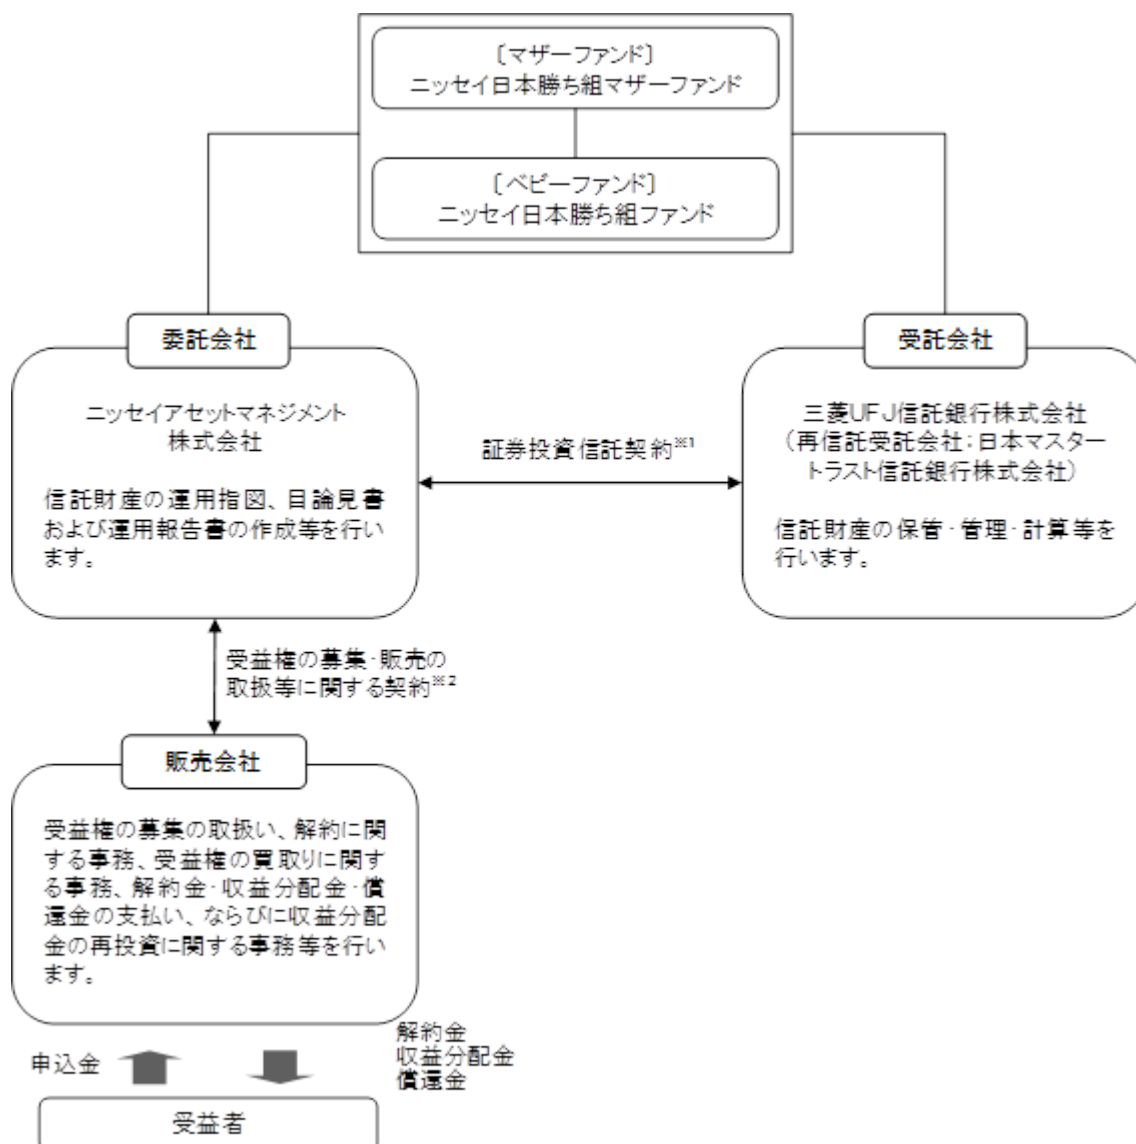 〔マザーファンド〕
ニッセイ日本勝ち組マザーファンド
〔ベビーファンド〕
ニッセイ日本勝ち組ファンド
委託会社
ニッセイアセットマネジメント
株式会社
信託財産の運用指図、目論見書
および運用報告書の作成等を行い
ます。
証券投資信託契約※1
受託会社
三菱UFJ信託銀行株式会社
(再信託受託会社:日本マスター
トラスト信託銀行株式会社)
信託財産の保管・管理・計算等を
行います。
受益権の募集・販売の
取扱等に関する契約※2
販売会社
受益権の募集の取扱い、解約に関
する事務、受益権の買取りに関す
る事務、解約金・収益分配金・償
還金の支払い、ならびに収益分配
金の再投資に関する事務等を行い
ます。
申込金
解約金
収益分配金
償還金
受益者